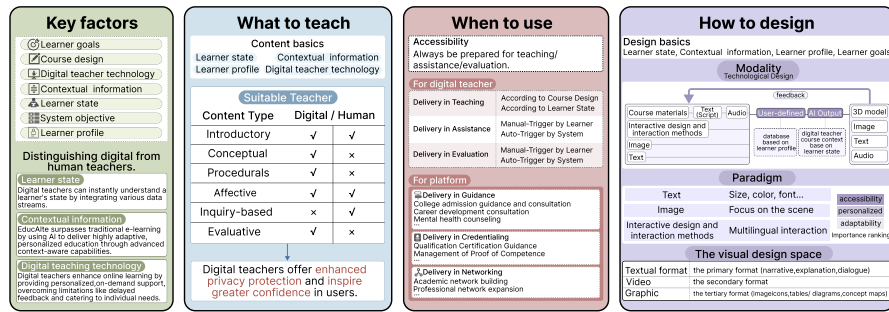 Key factors
Learner goals
Course design
Digital teacher technology
Contextual information
Learner state
System objective
Learner profile
Distinguishing digital from
human teachers.
Learner state
Digital teachers can instantly understand a
learner's state by integrating various data
streams.
Contextual information
EducAIte surpasses traditional e-learning
by using AI to deliver highly adaptive,
personalized education through advanced
context-aware capabilities.
Digital teaching technology
Digital teachers enhance online learning by
providing personalized,on-demand support,
overcoming limitations like delayed
feedback and catering to individual needs.
What to teach
Content basics
Learner state Contextual information
Learner profile Digital teacher technology
Suitable Teacher
Content Type Digital / Human
Introductory √ √
Conceptual √ ×
Procedurals √ ×
Affective √ √
Inquiry-based × √
Evaluative √ ×
Digital teachers offer enhanced
privacy protection and inspire
greater confidence in users.
When to use
Accessibility
Always be prepared for teaching/
assistance/evaluation.
For digital teacher
Delivery in Teaching According to Course Design
According to Learner State
Delivery in Assistance Manual-Trigger by Learner
Auto-Trigger by System
Delivery in Evaluation Manual-Trigger by Learner
Auto-Trigger by System
For platform
Delivery in Guidance
College admission guidance and consultation
Career development consultation
Mental health counseling
...
Delivery in Credentialing
Qualification Certification Guidance
Management of Proof of Competence
...
Delivery in Networking
Academic network building
Professional network expansion
...
How to design
Design basics
Learner state, Contextual information, Learner profile, Learner goals
Modality
Technological Design
feedback
Course materials Text (Script) Audio User-defined AI Output 3D model
Interactive design and
interaction methods
Image
Text
database
based on
learner profile
digital teacher
course context
base on
learner state
Image
Text
Audio
Paradigm
Text Size, color, font...
Image Focus on the scene
Interactive design and
interaction methods Multilingual interaction
accessibility
personalized
adaptability
Importance ranking
The visual design space
Textual format the primary format (narrative,explanation,dialogue)
Video the secondary format
Graphic the tertiary format (imageicons,tables/ diagrams,concept maps)